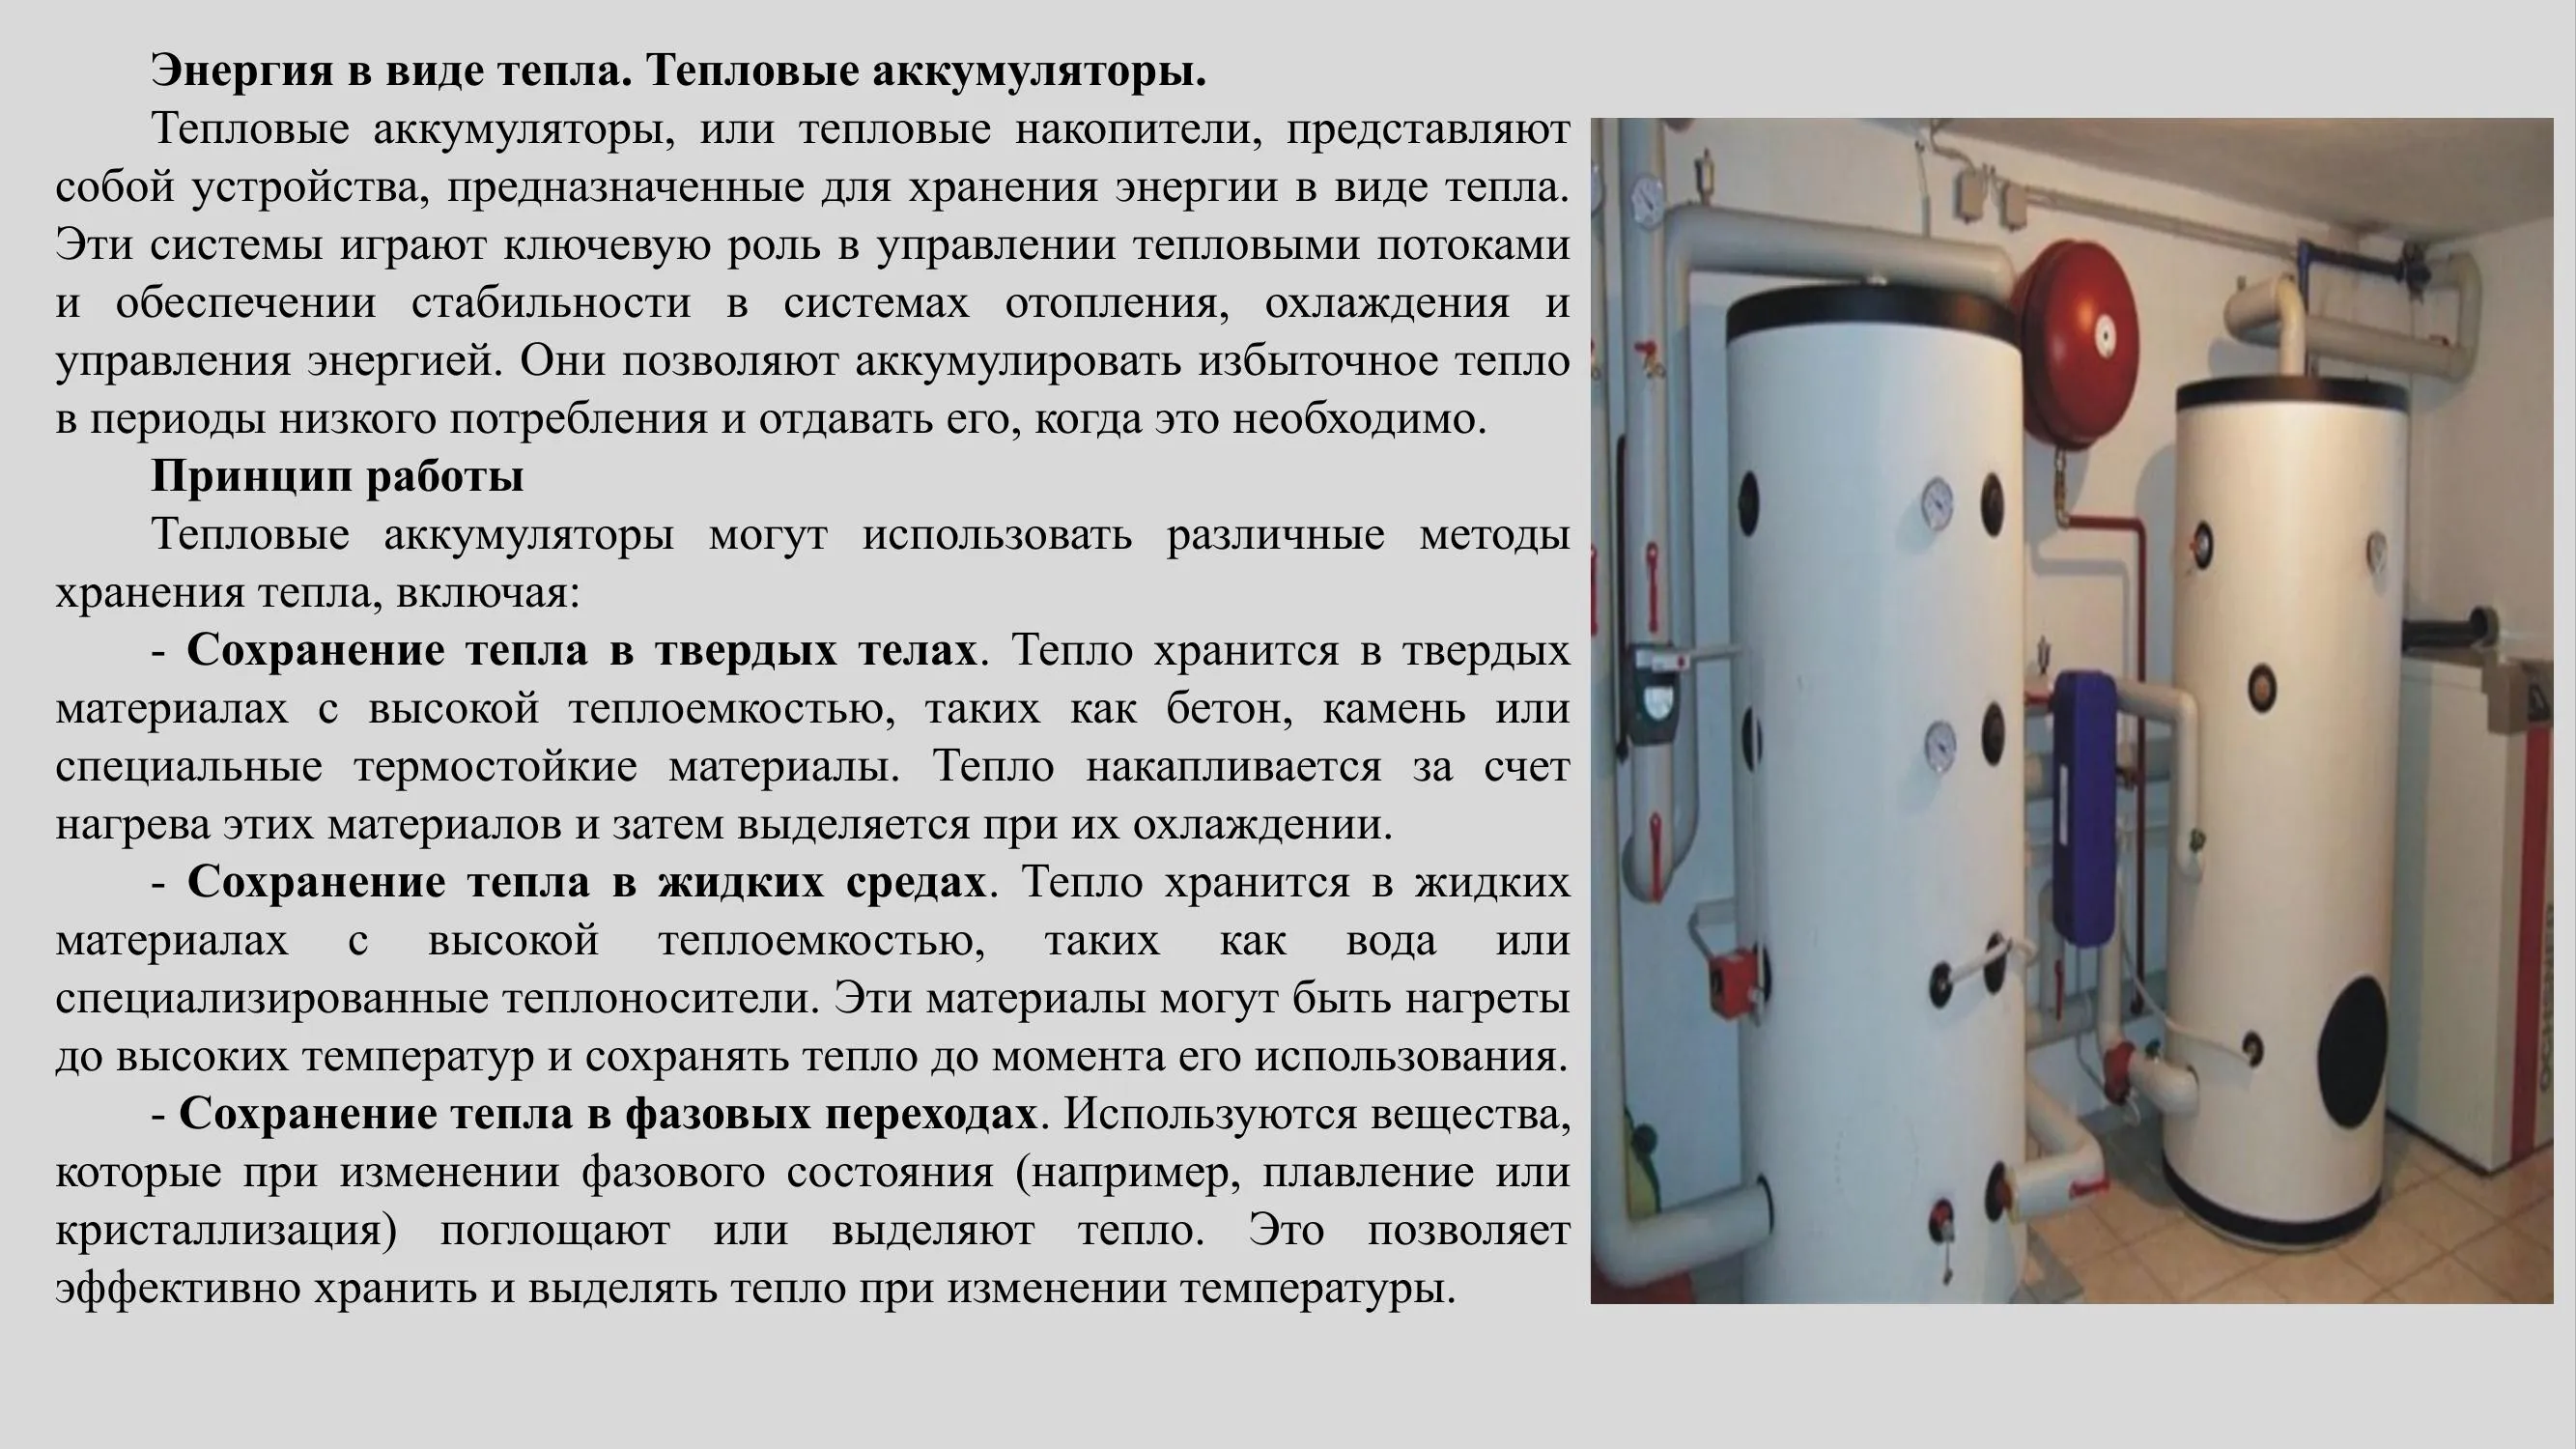 Энергия в виде тепла. Тепловые аккумуляторы.
Тепловые аккумуляторы, или тепловые накопители, представляют
собой устройства, предназначенные для хранения энергии в виде тепла.
Эти системы играют ключевую роль в управлении тепловыми потоками
и обеспечении стабильности в системах отопления, охлаждения и
управления энергией. Они позволяют аккумулировать избыточное тепло
в периоды низкого потребления и отдавать его, когда это необходимо.
Принцип работы
Тепловые аккумуляторы могут использовать различные методы
хранения тепла, включая:
- Сохранение тепла в твердых телах. Тепло хранится в твердых
материалах с высокой теплоемкостью, таких как бетон, камень или
специальные термостойкие материалы. Тепло накапливается за счет
нагрева этих материалов и затем выделяется при их охлаждении.
- Сохранение тепла в жидких средах. Тепло хранится в жидких
материалах с высокой теплоемкостью, таких как вода или
специализированные теплоносители. Эти материалы могут быть нагреты
до высоких температур и сохранять тепло до момента его использования.
- Сохранение тепла в фазовых переходах. Используются вещества,
которые при изменении фазового состояния (например, плавление или
кристаллизация) поглощают или выделяют тепло. Это позволяет
эффективно хранить и выделять тепло при изменении температуры.